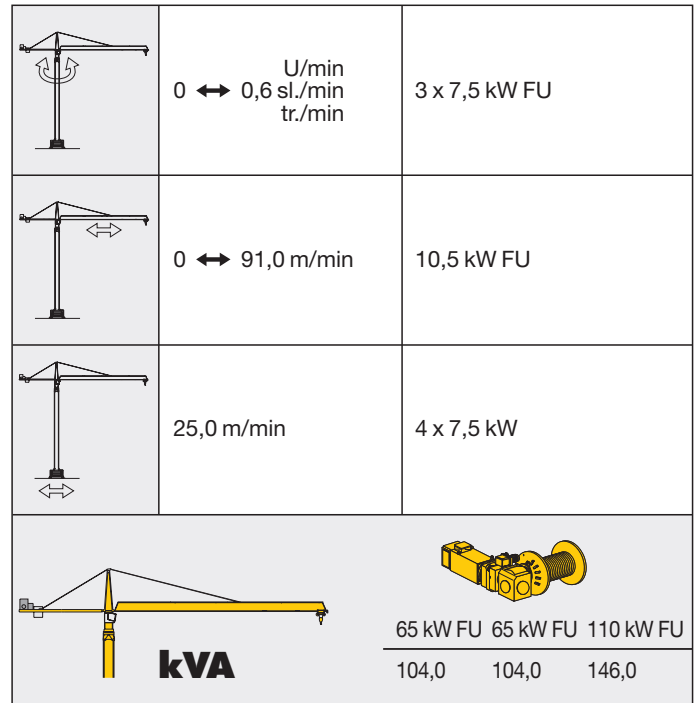 U/min
0 ↔ 0,6 sl./min
tr./min
3 x 7,5 kW FU
0 ↔ 91,0 m/min
10,5 kW FU
25,0 m/min
4 x 7,5 kW
kVA
65 kW FU 65 kW FU 110 kW FU
104,0 104,0 146,0